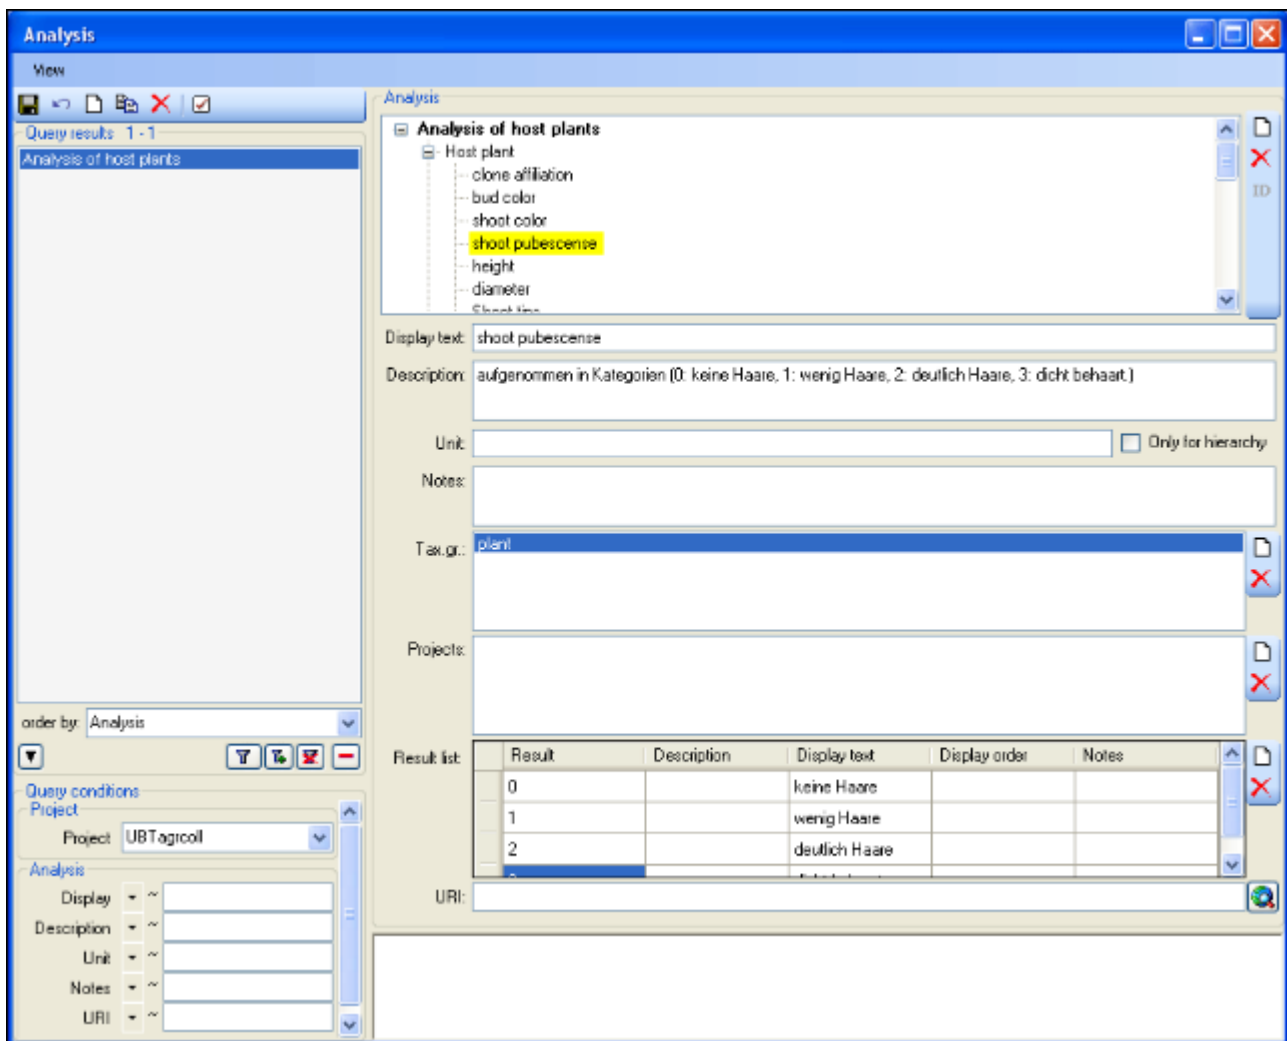 Analysis
View
Query results 1 - 1
Analysis of host plants
order by: Analysis
Query conditions
Project
Project UBTagrcoll
Analysis
Display ~
Description ~
Unit ~
Notes ~
URI ~
Analysis
Analysis of host plants
Host plant
clone affiliation
bud color
shoot color
shoot pubescense
height
diameter
Shoot tips
ID
Display text: shoot pubescense
Description: aufgenommen in Kategorien (0: keine Haare, 1: wenig Haare, 2: deutlich Haare, 3: dicht behaart.)
Unit: Only for hierarchy
Notes:
Tax.gr.: plant
Projects:
Result list: Result Description Display text Display order Notes
0 keine Haare
1 wenig Haare
2 deutlich Haare
URI: